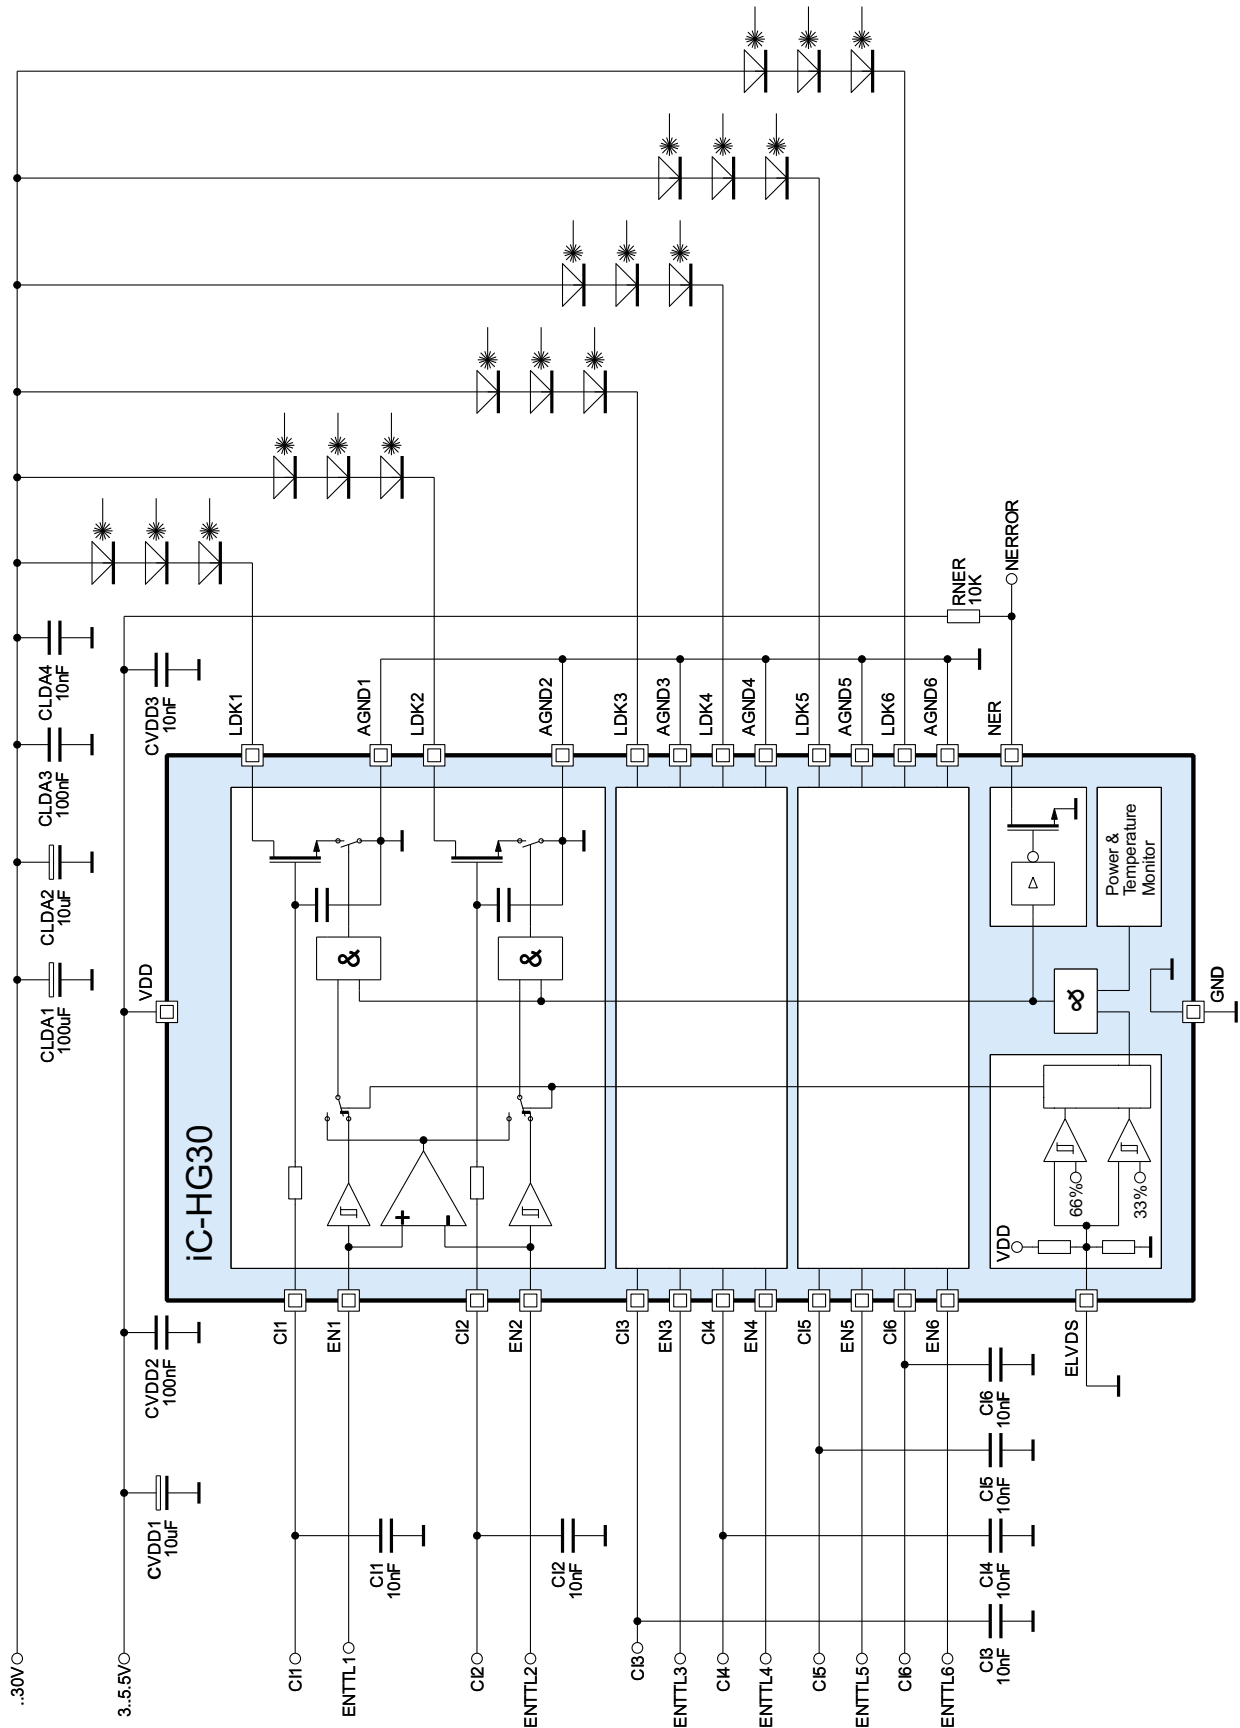 ..30V
3..5.5V
CLDA1
100uF
CLDA2
10uF
CLDA3
100nF
CLDA4
10nF
CVDD1
10uF
CVDD2
100nF
CVDD3
10nF
VDD
iC-HG30
CI1
ENTTL1
CI1
10nF
CI1
EN1
LDK1
AGND1
&
CI2
ENTTL2
CI2
10nF
CI2
EN2
LDK2
AGND2
&
+
-
CI3
ENTTL3
CI3
EN3
LDK3
AGND3
CI4
ENTTL4
CI4
EN4
LDK4
AGND4
CI5
ENTTL5
CI5
EN5
LDK5
AGND5
CI6
ENTTL6
CI6
EN6
LDK6
AGND6
CI3
10nF
CI4
10nF
CI5
10nF
CI6
10nF
ELVDS
VDD
66%
33%
&
Power &
Temperature
Monitor
NER
RNER
10K
NERROR
GND